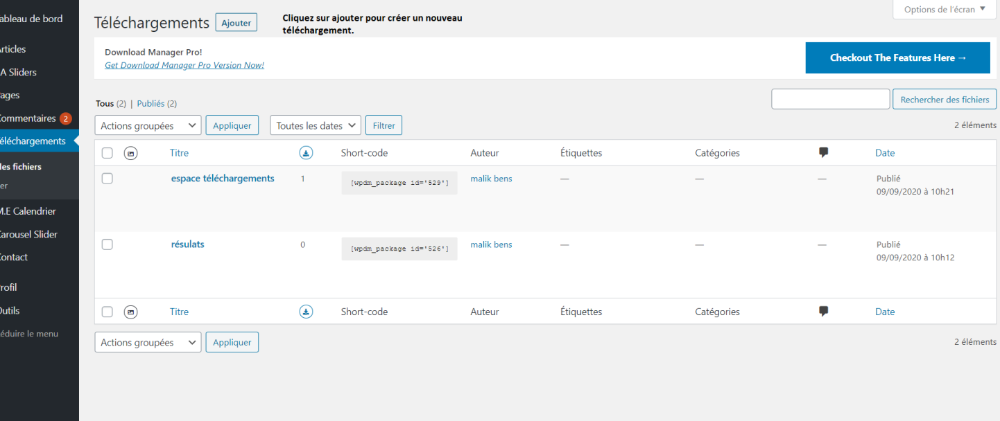 ableau de bord
Téléchargements Ajouter
Cliquez sur ajouter pour créer un nouveau
téléchargement.
Options de l'écran ▼
rticles
A Sliders
ages
ommentaires 2
éléchargements
les fichiers
er
M.E Calendrier
arousel Slider
ontact
rofil
Outils
éduire le menu
Download Manager Pro!
Get Download Manager Pro Version Now!
Checkout The Features Here →
Tous (2) | Publiés (2)
Rechercher des fichiers
Actions groupées Appliquer Toutes les dates Filtrer
2 éléments
Titre Short-code Auteur Étiquettes Catégories Date
espace téléchargements 1 [wpdm_package id='529'] malik bens — — — Publié
09/09/2020 à 10h21
résulats 0 [wpdm_package id='526'] malik bens — — — Publié
09/09/2020 à 10h12
Titre Short-code Auteur Étiquettes Catégories Date
Actions groupées Appliquer
2 éléments